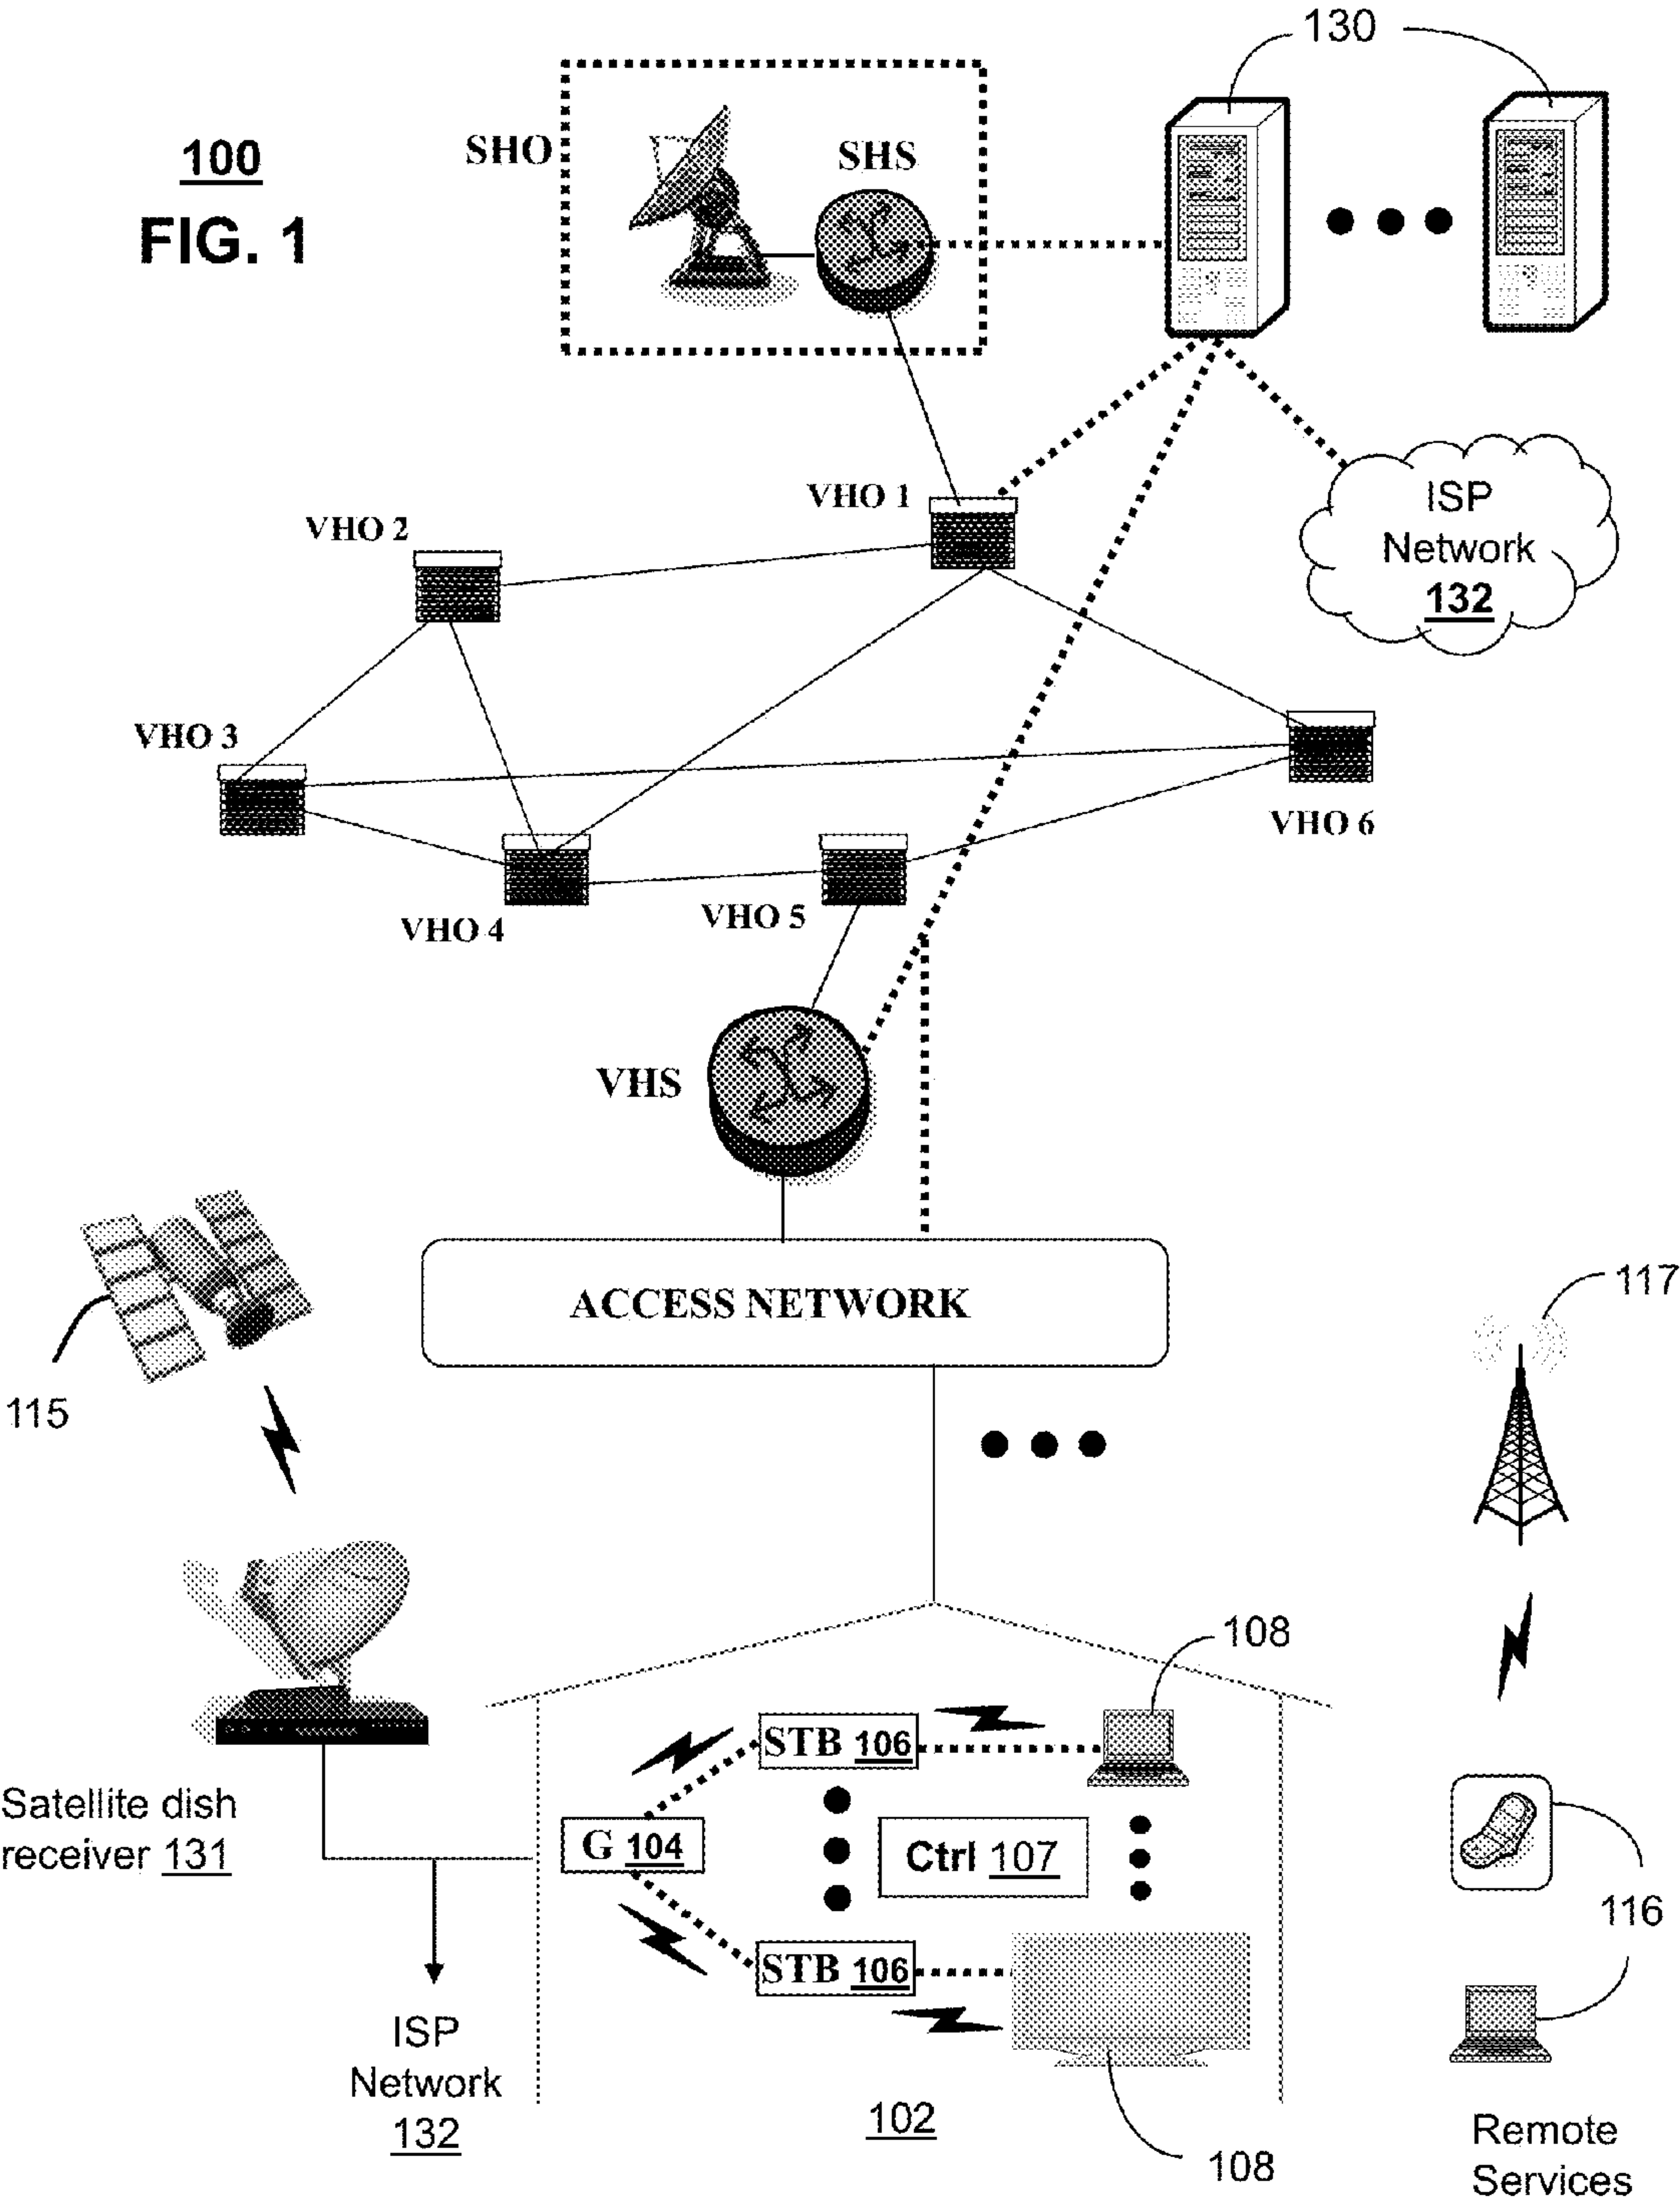 130
100
FIG. 1
SHO
SHS
ISP
Network
132
VHO 1
VHO 2
VHO 3
VHO 6
VHO 4
VHO 5
VHS
117
ACCESS NETWORK
115
108
STB 106
Satellite dish
receiver 131
G 104
Ctrl 107
116
STB 106
ISP
Network
132
102
108
Remote
Services